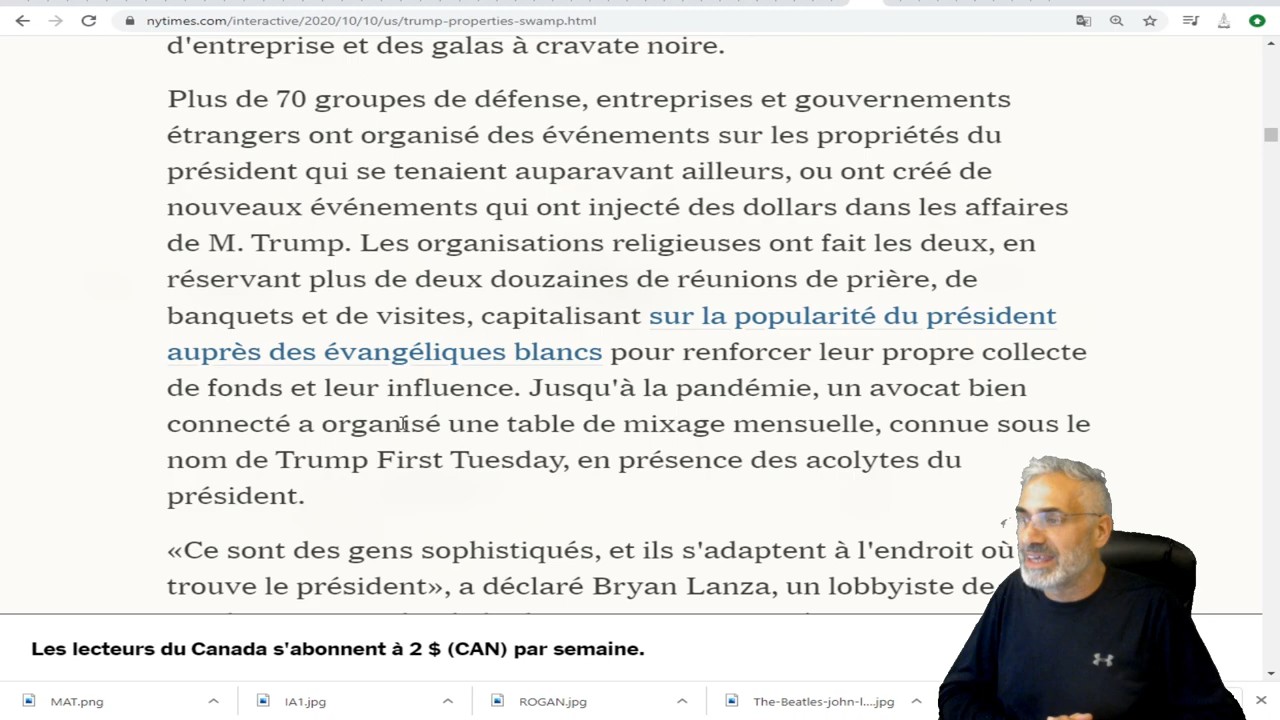 nytimes.com/interactive/2020/10/10/us/trump-properties-swamp.html
d'entreprise et des galas à cravate noire.
Plus de 70 groupes de défense, entreprises et gouvernements
étrangers ont organisé des événements sur les propriétés du
président qui se tenaient auparavant ailleurs, ou ont créé de
nouveaux événements qui ont injecté des dollars dans les affaires
de M. Trump. Les organisations religieuses ont fait les deux, en
réservant plus de deux douzaines de réunions de prière, de
banquets et de visites, capitalisant sur la popularité du président
auprès des évangéliques blancs pour renforcer leur propre collecte
de fonds et leur influence. Jusqu'à la pandémie, un avocat bien
connecté a organisé une table de mixage mensuelle, connue sous le
nom de Trump First Tuesday, en présence des acolytes du
président.
«Ce sont des gens sophistiqués, et ils s'adaptent à l'endroit où
trouve le président», a déclaré Bryan Lanza, un lobbyiste de
Les lecteurs du Canada s'abonnent à 2 $ (CAN) par semaine.
MAT.png
IA1.jpg
ROGAN.jpg
The-Beatles-john-l....jpg